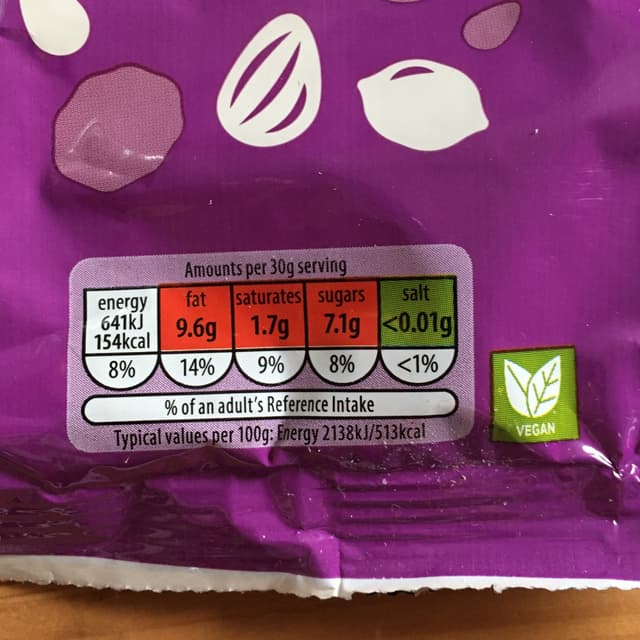 Amounts per 30g serving
energy fat saturates sugars salt
641kJ 9.6g 1.7g 7.1g <0.01g
154kcal
8% 14% 9% 8% <1%
% of an adult's Reference Intake
Typical values per 100g: Energy 2138kJ/513kcal
VEGAN